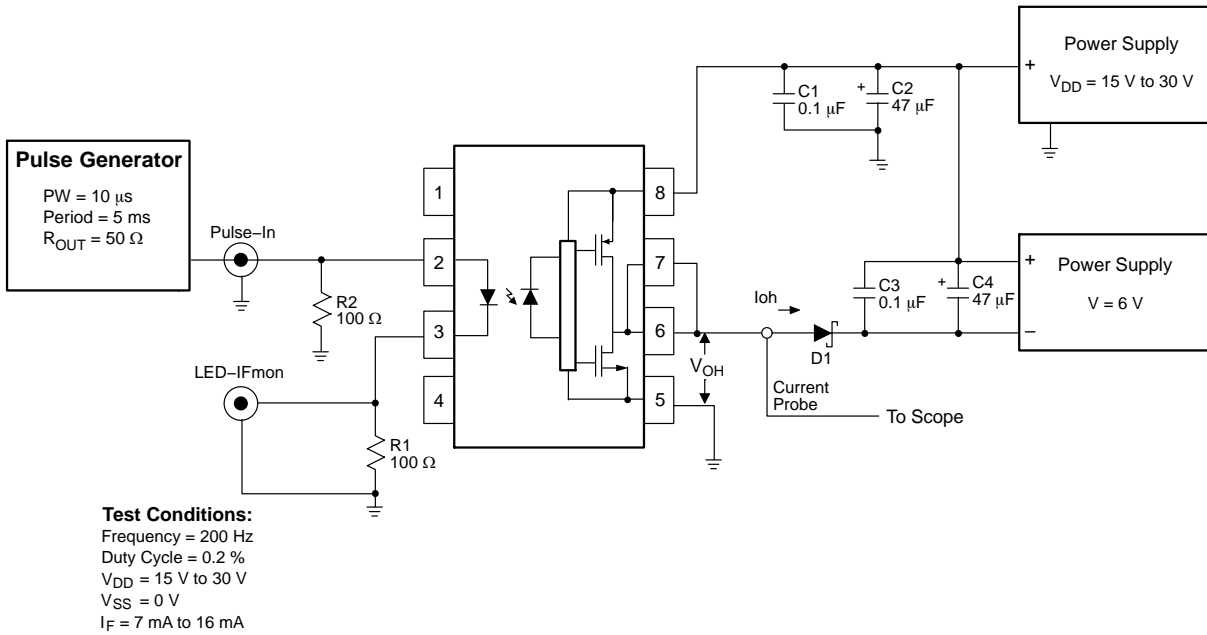 Power Supply
V_DD = 15 V to 30 V
+
C1
0.1 μF
+
C2
47 μF
Pulse Generator
PW = 10 μs
Period = 5 ms
R_OUT = 50 Ω
Pulse−In
R2
100 Ω
LED−IFmon
R1
100 Ω
1
2
3
4
8
7
6
5
V_OH
Ioh
D1
Current
Probe
To Scope
C3
0.1 μF
+
C4
47 μF
+
Power Supply
V = 6 V
−
Test Conditions:
Frequency = 200 Hz
Duty Cycle = 0.2 %
V_DD = 15 V to 30 V
V_SS = 0 V
I_F = 7 mA to 16 mA